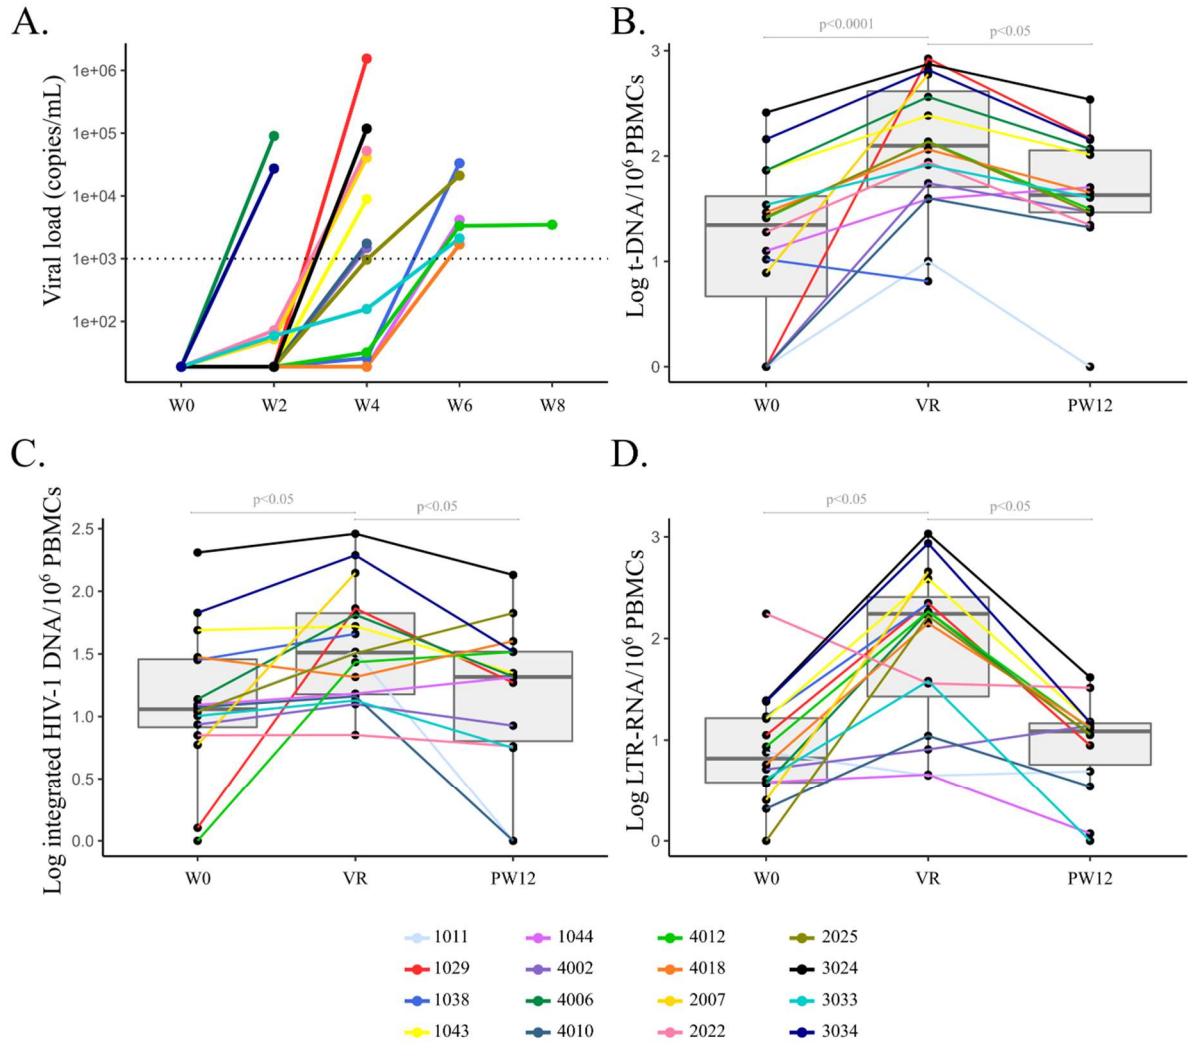 A.
Viral load (copies/mL)
1e+06
1e+05
1e+04
1e+03
1e+02
W0 W2 W4 W6 W8
B.
p<0.0001 p<0.05
Log t-DNA/10⁶ PBMCs
3
2
1
0
W0 VR PW12
C.
p<0.05 p<0.05
Log integrated HIV-1 DNA/10⁶ PBMCs
2.5
2.0
1.5
1.0
0.5
0.0
W0 VR PW12
D.
p<0.05 p<0.05
Log LTR-RNA/10⁶ PBMCs
3
2
1
0
W0 VR PW12
1011 1044 4012 2025
1029 4002 4018 3024
1038 4006 2007 3033
1043 4010 2022 3034